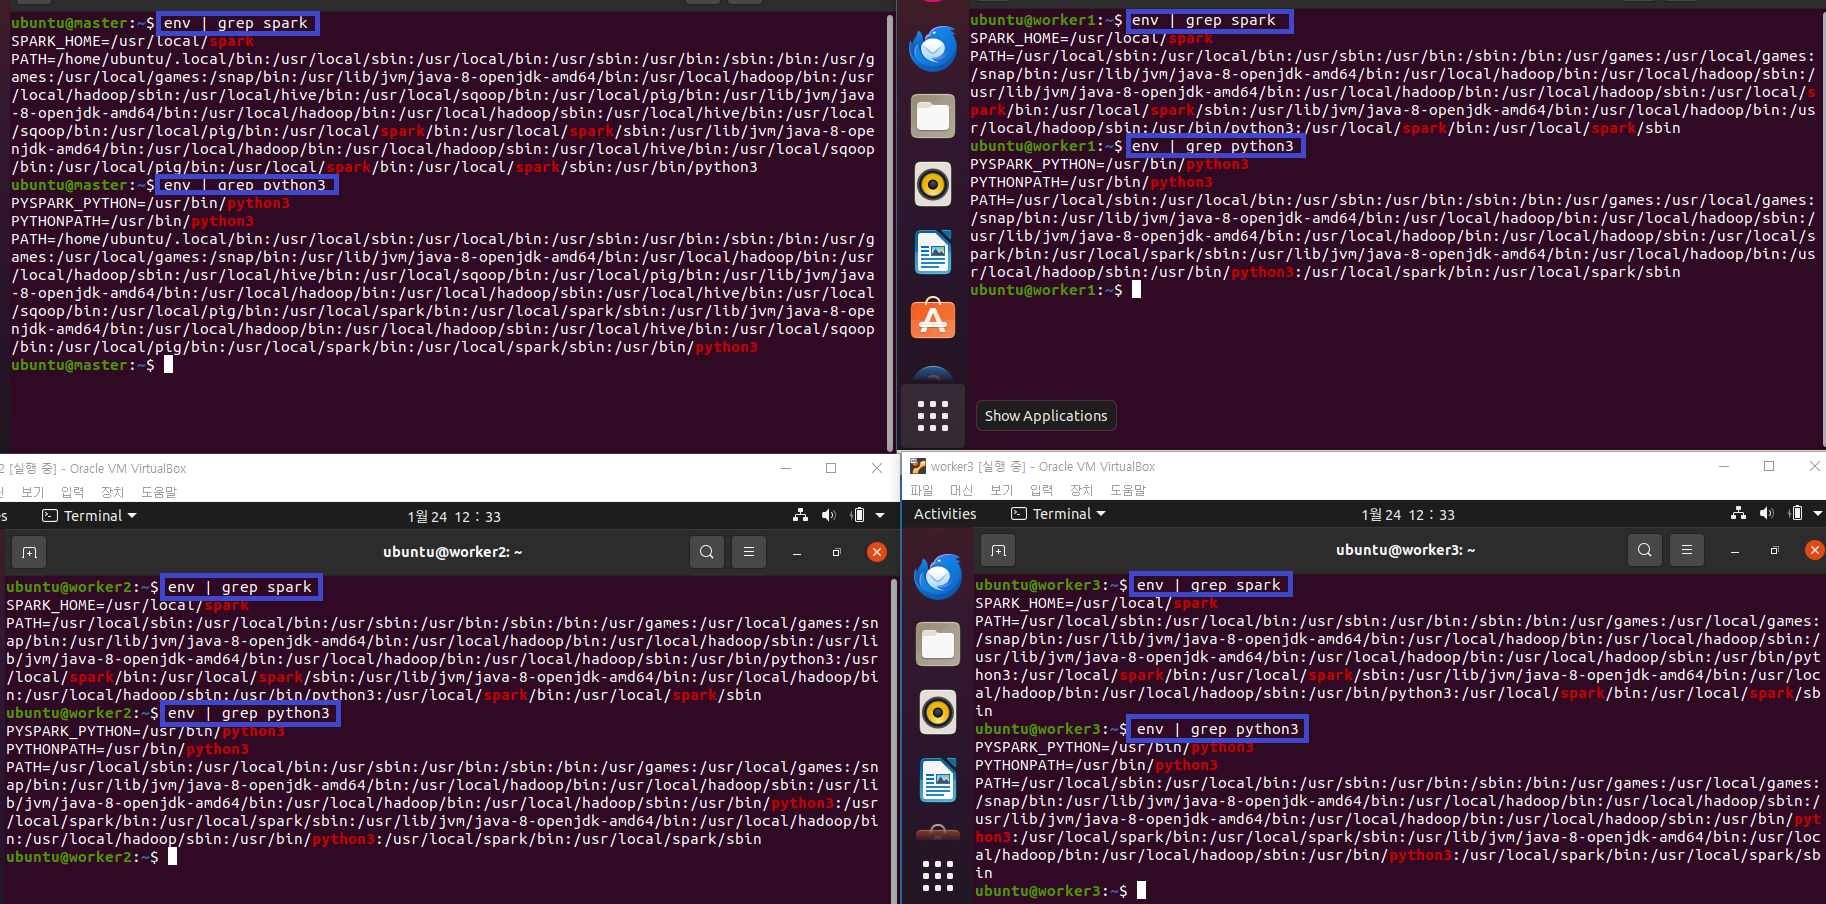 ubuntu@master:~$ env | grep spark
SPARK_HOME=/usr/local/spark
PATH=/home/ubuntu/.local/bin:/usr/local/sbin:/usr/local/bin:/usr/sbin:/usr/bin:/sbin:/bin:/usr/g
ames:/usr/local/games:/snap/bin:/usr/lib/jvm/java-8-openjdk-amd64/bin:/usr/local/hadoop/bin:/usr
/local/hadoop/sbin:/usr/local/hive/bin:/usr/local/sqoop/bin:/usr/local/pig/bin:/usr/lib/jvm/java
-8-openjdk-amd64/bin:/usr/local/hadoop/bin:/usr/local/hadoop/sbin:/usr/local/hive/bin:/usr/local
/sqoop/bin:/usr/local/pig/bin:/usr/local/spark/bin:/usr/local/spark/sbin:/usr/lib/jvm/java-8-ope
njdk-amd64/bin:/usr/local/hadoop/bin:/usr/local/hadoop/sbin:/usr/local/hive/bin:/usr/local/sqoop
/bin:/usr/local/pig/bin:/usr/local/spark/bin:/usr/local/spark/sbin:/usr/bin/python3
ubuntu@master:~$ env | grep python3
PYSPARK_PYTHON=/usr/bin/python3
PYTHONPATH=/usr/bin/python3
PATH=/home/ubuntu/.local/bin:/usr/local/sbin:/usr/local/bin:/usr/sbin:/usr/bin:/sbin:/bin:/usr/g
ames:/usr/local/games:/snap/bin:/usr/lib/jvm/java-8-openjdk-amd64/bin:/usr/local/hadoop/bin:/usr
/local/hadoop/sbin:/usr/local/hive/bin:/usr/local/sqoop/bin:/usr/local/pig/bin:/usr/lib/jvm/java
-8-openjdk-amd64/bin:/usr/local/hadoop/bin:/usr/local/hadoop/sbin:/usr/local/hive/bin:/usr/local
/sqoop/bin:/usr/local/pig/bin:/usr/local/spark/bin:/usr/local/spark/sbin:/usr/lib/jvm/java-8-ope
njdk-amd64/bin:/usr/local/hadoop/bin:/usr/local/hadoop/sbin:/usr/local/hive/bin:/usr/local/sqoop
/bin:/usr/local/pig/bin:/usr/local/spark/bin:/usr/local/spark/sbin:/usr/bin/python3
ubuntu@master:~$
ubuntu@worker1:~$ env | grep spark
SPARK_HOME=/usr/local/spark
PATH=/usr/local/sbin:/usr/local/bin:/usr/sbin:/usr/bin:/sbin:/bin:/usr/games:/usr/local/games:
/snap/bin:/usr/lib/jvm/java-8-openjdk-amd64/bin:/usr/local/hadoop/bin:/usr/local/hadoop/sbin:/
usr/lib/jvm/java-8-openjdk-amd64/bin:/usr/local/hadoop/bin:/usr/local/hadoop/sbin:/usr/local/s
park/bin:/usr/local/spark/sbin:/usr/lib/jvm/java-8-openjdk-amd64/bin:/usr/local/hadoop/bin:/us
r/local/hadoop/sbin:/usr/bin/python3:/usr/local/spark/bin:/usr/local/spark/sbin
ubuntu@worker1:~$ env | grep python3
PYSPARK_PYTHON=/usr/bin/python3
PYTHONPATH=/usr/bin/python3
PATH=/usr/local/sbin:/usr/local/bin:/usr/sbin:/usr/bin:/sbin:/bin:/usr/games:/usr/local/games:
/snap/bin:/usr/lib/jvm/java-8-openjdk-amd64/bin:/usr/local/hadoop/bin:/usr/local/hadoop/sbin:/
usr/lib/jvm/java-8-openjdk-amd64/bin:/usr/local/hadoop/bin:/usr/local/hadoop/sbin:/usr/local/s
park/bin:/usr/local/spark/sbin:/usr/lib/jvm/java-8-openjdk-amd64/bin:/usr/local/hadoop/bin:/us
r/local/hadoop/sbin:/usr/bin/python3:/usr/local/spark/bin:/usr/local/spark/sbin
ubuntu@worker1:~$
Show Applications
2 [실행 중] - Oracle VM VirtualBox
보기 입력 장치 도움말
s Terminal 1월 24 12 : 33
ubuntu@worker2: ~
ubuntu@worker2:~$ env | grep spark
SPARK_HOME=/usr/local/spark
PATH=/usr/local/sbin:/usr/local/bin:/usr/sbin:/usr/bin:/sbin:/bin:/usr/games:/usr/local/games:/sn
ap/bin:/usr/lib/jvm/java-8-openjdk-amd64/bin:/usr/local/hadoop/bin:/usr/local/hadoop/sbin:/usr/li
b/jvm/java-8-openjdk-amd64/bin:/usr/local/hadoop/bin:/usr/local/hadoop/sbin:/usr/bin/python3:/usr
/local/spark/bin:/usr/local/spark/sbin:/usr/lib/jvm/java-8-openjdk-amd64/bin:/usr/local/hadoop/bi
n:/usr/local/hadoop/sbin:/usr/bin/python3:/usr/local/spark/bin:/usr/local/spark/sbin
ubuntu@worker2:~$ env | grep python3
PYSPARK_PYTHON=/usr/bin/python3
PYTHONPATH=/usr/bin/python3
PATH=/usr/local/sbin:/usr/local/bin:/usr/sbin:/usr/bin:/sbin:/bin:/usr/games:/usr/local/games:/sn
ap/bin:/usr/lib/jvm/java-8-openjdk-amd64/bin:/usr/local/hadoop/bin:/usr/local/hadoop/sbin:/usr/li
b/jvm/java-8-openjdk-amd64/bin:/usr/local/hadoop/bin:/usr/local/hadoop/sbin:/usr/bin/python3:/usr
/local/spark/bin:/usr/local/spark/sbin:/usr/lib/jvm/java-8-openjdk-amd64/bin:/usr/local/hadoop/bi
n:/usr/local/hadoop/sbin:/usr/bin/python3:/usr/local/spark/bin:/usr/local/spark/sbin
ubuntu@worker2:~$
worker3 [실행 중] - Oracle VM VirtualBox
파일 머신 보기 입력 장치 도움말
Activities Terminal 1월 24 12 : 33
ubuntu@worker3: ~
ubuntu@worker3:~$ env | grep spark
SPARK_HOME=/usr/local/spark
PATH=/usr/local/sbin:/usr/local/bin:/usr/sbin:/usr/bin:/sbin:/bin:/usr/games:/usr/local/games:
/snap/bin:/usr/lib/jvm/java-8-openjdk-amd64/bin:/usr/local/hadoop/bin:/usr/local/hadoop/sbin:/
usr/lib/jvm/java-8-openjdk-amd64/bin:/usr/local/hadoop/bin:/usr/local/hadoop/sbin:/usr/bin/pyt
hon3:/usr/local/spark/bin:/usr/local/spark/sbin:/usr/lib/jvm/java-8-openjdk-amd64/bin:/usr/loc
al/hadoop/bin:/usr/local/hadoop/sbin:/usr/bin/python3:/usr/local/spark/bin:/usr/local/spark/sb
in
ubuntu@worker3:~$ env | grep python3
PYSPARK_PYTHON=/usr/bin/python3
PYTHONPATH=/usr/bin/python3
PATH=/usr/local/sbin:/usr/local/bin:/usr/sbin:/usr/bin:/sbin:/bin:/usr/games:/usr/local/games:
/snap/bin:/usr/lib/jvm/java-8-openjdk-amd64/bin:/usr/local/hadoop/bin:/usr/local/hadoop/sbin:/
usr/lib/jvm/java-8-openjdk-amd64/bin:/usr/local/hadoop/bin:/usr/local/hadoop/sbin:/usr/bin/pyt
hon3:/usr/local/spark/bin:/usr/local/spark/sbin:/usr/lib/jvm/java-8-openjdk-amd64/bin:/usr/loc
al/hadoop/bin:/usr/local/hadoop/sbin:/usr/bin/python3:/usr/local/spark/bin:/usr/local/spark/sb
in
ubuntu@worker3:~$